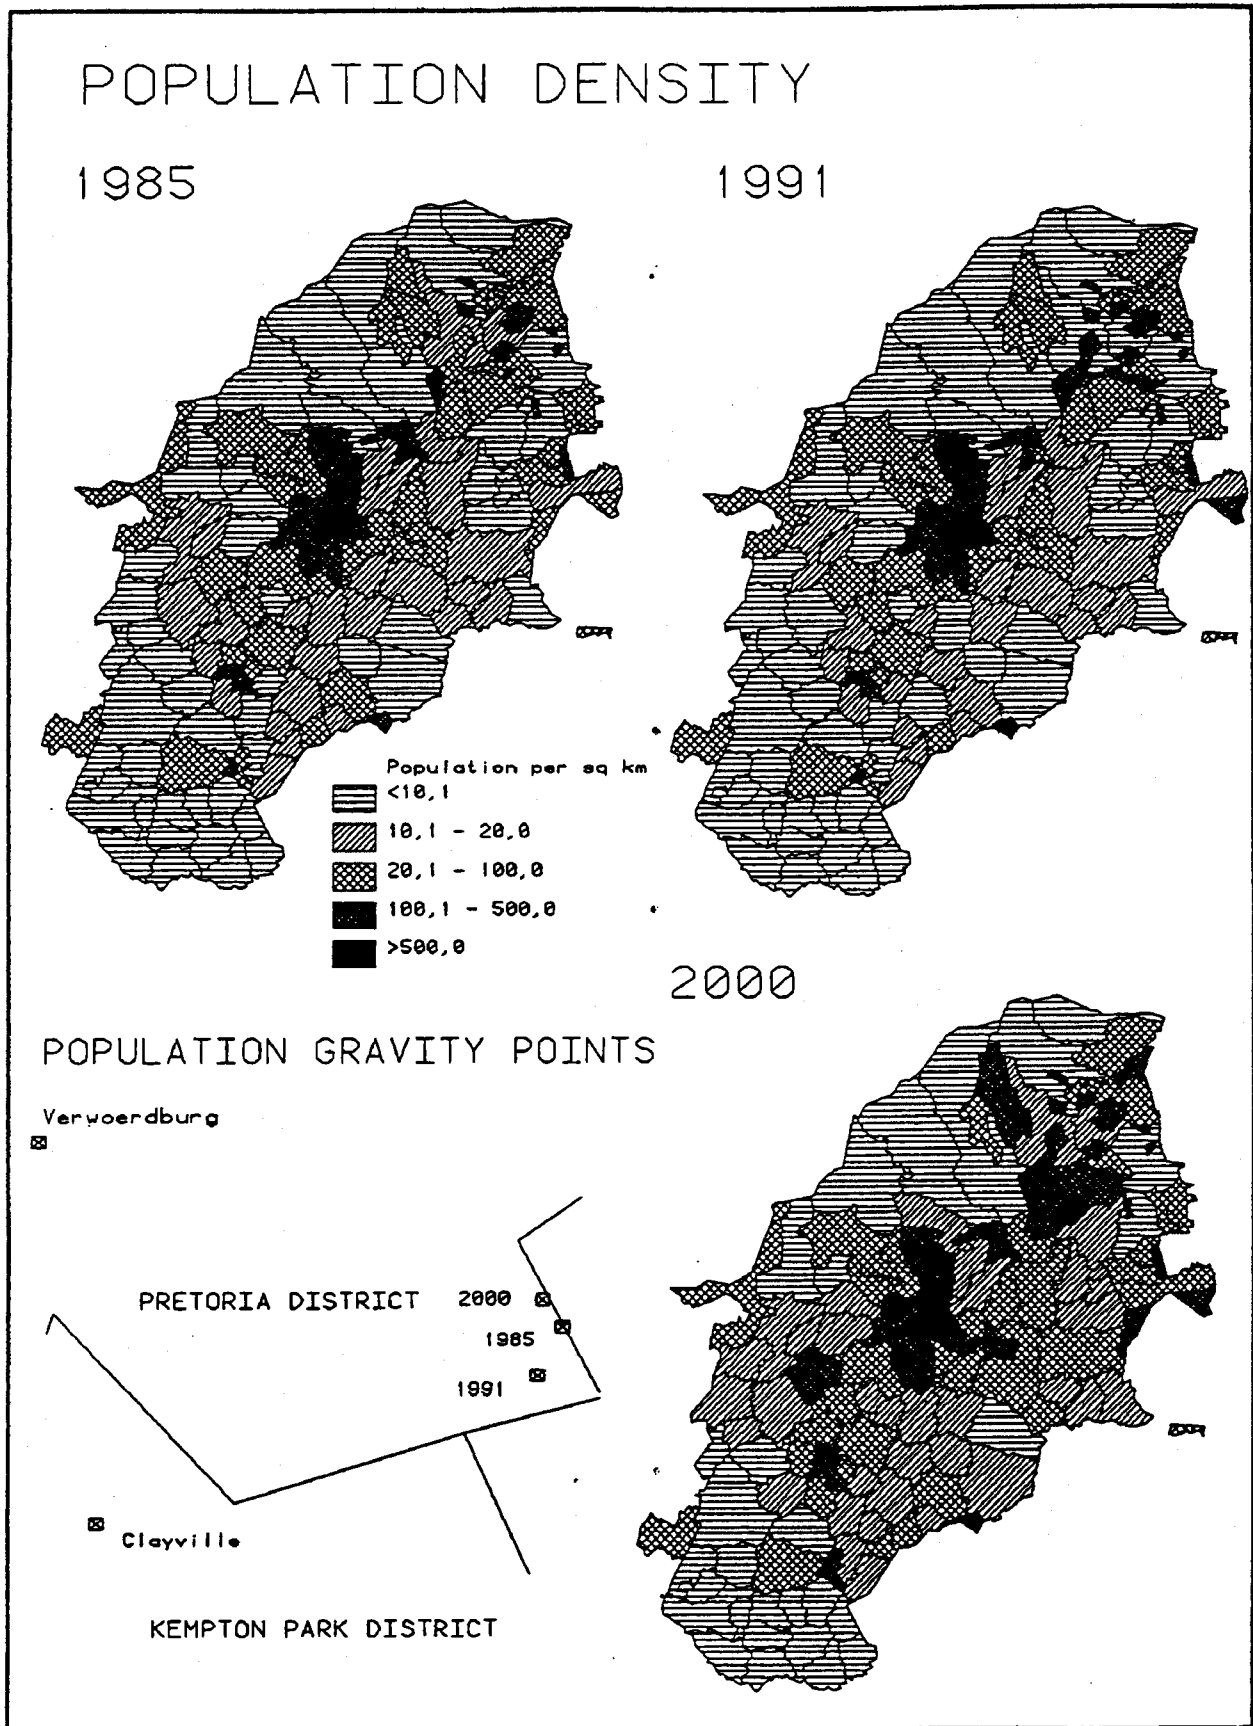 POPULATION DENSITY
1985
1991
Population per sq km
<10,1
10,1 - 20,0
20,1 - 100,0
100,1 - 500,0
>500,0
2000
POPULATION GRAVITY POINTS
Verwoerdburg
PRETORIA DISTRICT
2000
1985
1991
Clayville
KEMPTON PARK DISTRICT